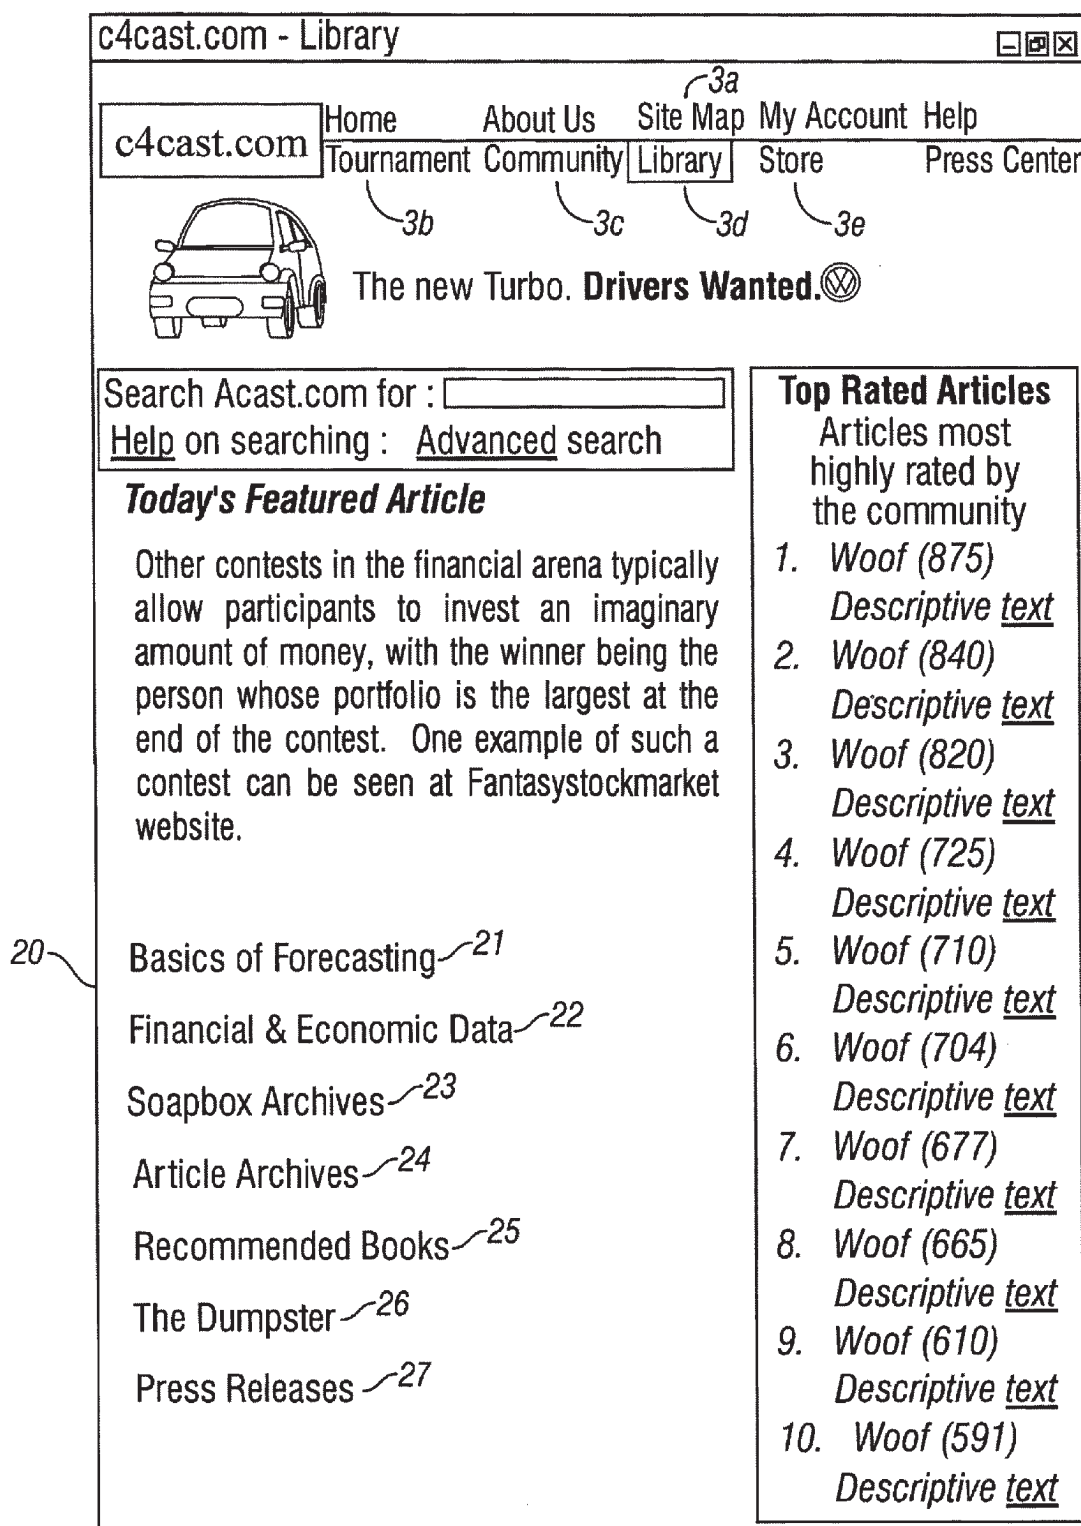 c4cast.com - Library
3a
Home About Us Site Map My Account Help
c4cast.com
Tournament Community Library Store Press Center
3b 3c 3d 3e
The new Turbo. Drivers Wanted.
Search Acast.com for :
Help on searching : Advanced search
Today's Featured Article
Other contests in the financial arena typically
allow participants to invest an imaginary
amount of money, with the winner being the
person whose portfolio is the largest at the
end of the contest. One example of such a
contest can be seen at Fantasystockmarket
website.
20
Basics of Forecasting 21
Financial & Economic Data 22
Soapbox Archives 23
Article Archives 24
Recommended Books 25
The Dumpster 26
Press Releases 27
Top Rated Articles
Articles most
highly rated by
the community
1. Woof (875)
Descriptive text
2. Woof (840)
Descriptive text
3. Woof (820)
Descriptive text
4. Woof (725)
Descriptive text
5. Woof (710)
Descriptive text
6. Woof (704)
Descriptive text
7. Woof (677)
Descriptive text
8. Woof (665)
Descriptive text
9. Woof (610)
Descriptive text
10. Woof (591)
Descriptive text